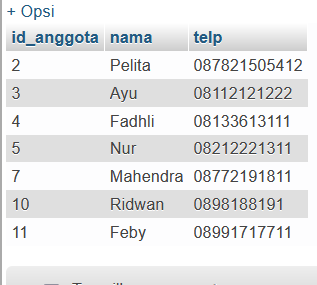 + Opsi
id_anggota nama telp
2 Pelita 087821505412
3 Ayu 08112121222
4 Fadhli 08133613111
5 Nur 08212221311
7 Mahendra 08772191811
10 Ridwan 0898188191
11 Feby 08991717711